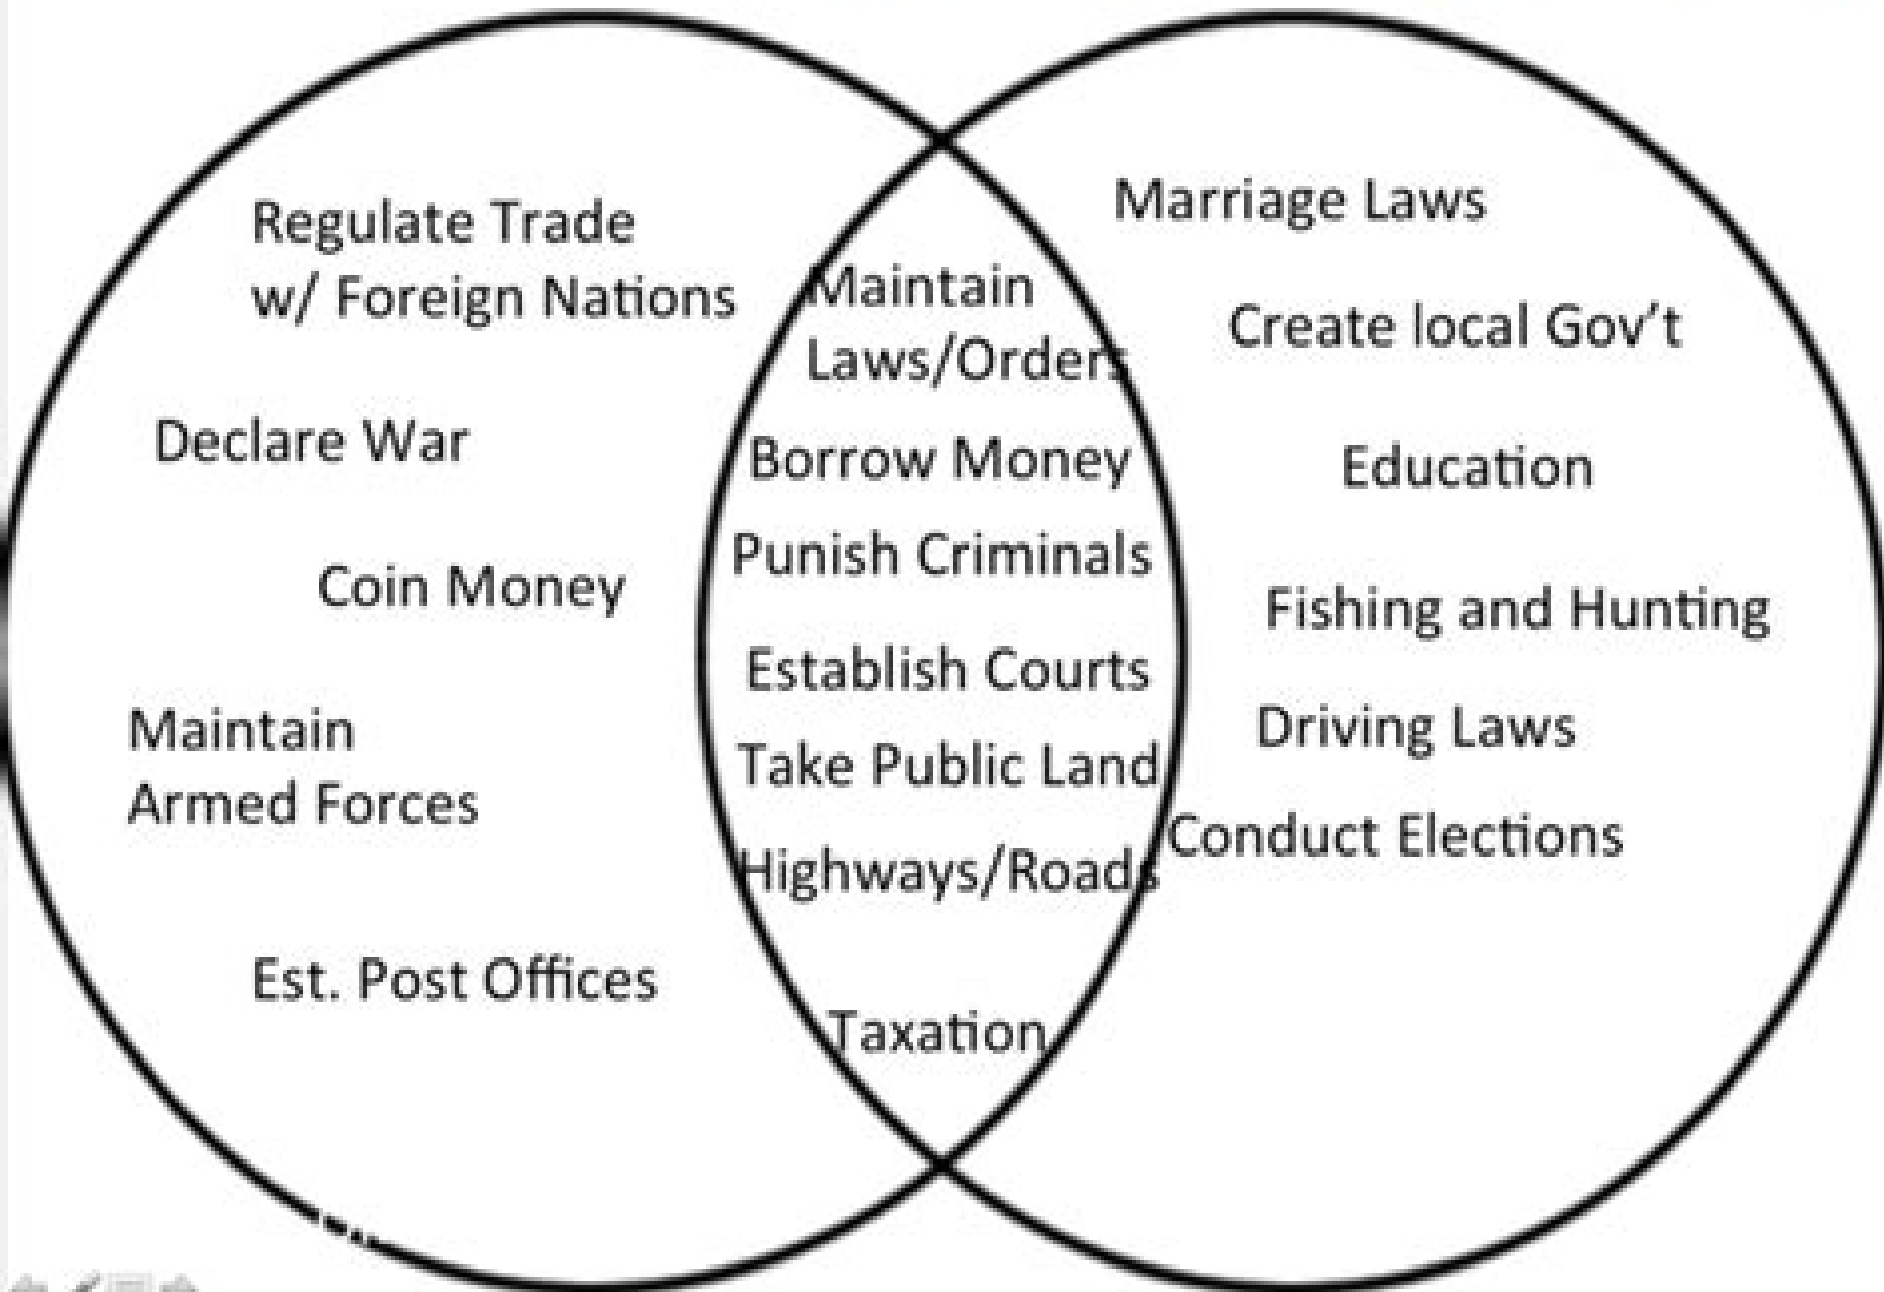 Regulate Trade
w/ Foreign Nations
Declare War
Coin Money
Maintain
Armed Forces
Est. Post Offices
Maintain
Laws/Orders
Borrow Money
Punish Criminals
Establish Courts
Take Public Land
Highways/Roads
Taxation
Marriage Laws
Create local Gov’t
Education
Fishing and Hunting
Driving Laws
Conduct Elections